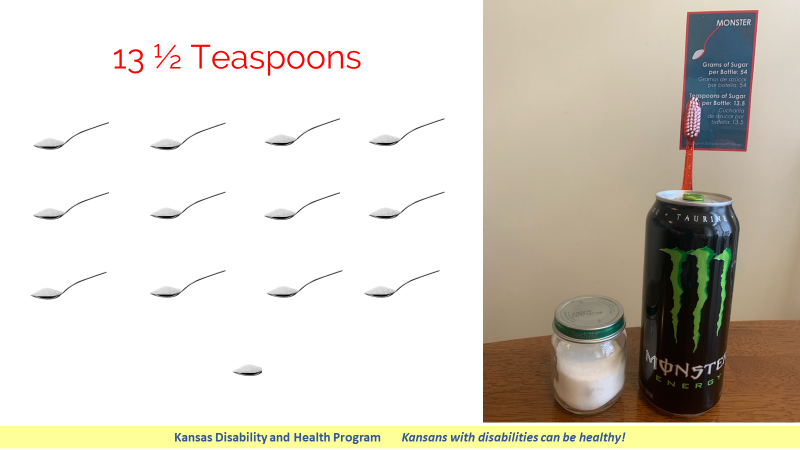 13 ½ Teaspoons
MONSTER
Grams of Sugar
per Bottle: 54
Gramos de azúcar
por botella: 54
Teaspoons of Sugar
per Bottle: 13.5
Cucharita
de azúcar por
botella: 13.5
TAURINE
MONSTER
ENERGY
Kansas Disability and Health Program Kansans with disabilities can be healthy!